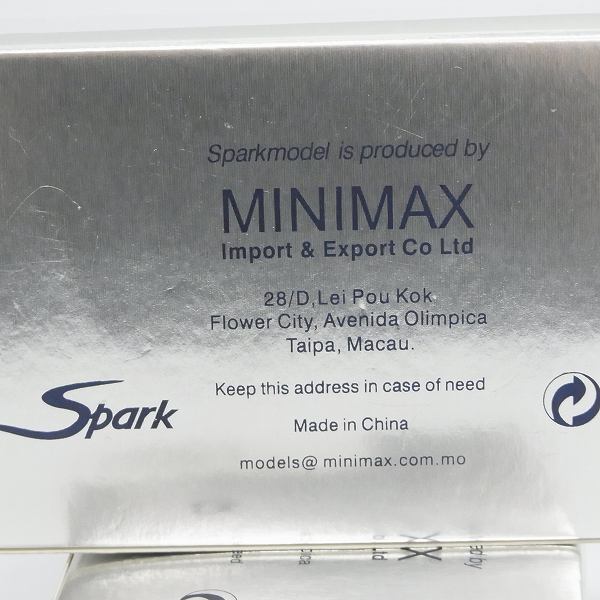 Sparkmodel is produced by
MINIMAX
Import & Export Co Ltd
28/D, Lei Pou Kok,
Flower City, Avenida Olimpica
Taipa, Macau.
Keep this address in case of need
Spark
Made in China
models@ minimax.com.mo